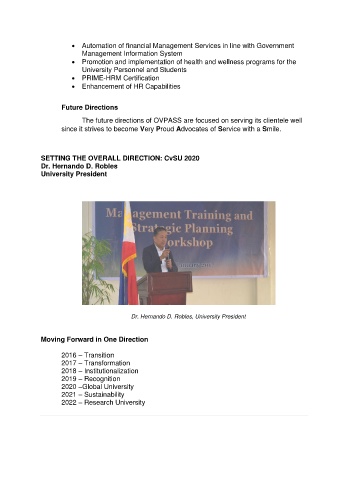 • Automation of financial Management Services in line with Government
Management Information System
• Promotion and implementation of health and wellness programs for the
University Personnel and Students
• PRIME-HRM Certification
• Enhancement of HR Capabilities
Future Directions
The future directions of OVPASS are focused on serving its clientele well
since it strives to become Very Proud Advocates of Service with a Smile.
SETTING THE OVERALL DIRECTION: CvSU 2020
Dr. Hernando D. Robles
University President
Management Training and
Strategic Planning
Workshop
Dr. Hernando D. Robles, University President
Moving Forward in One Direction
2016 – Transition
2017 – Transformation
2018 – Institutionalization
2019 – Recognition
2020 –Global University
2021 – Sustainability
2022 – Research University